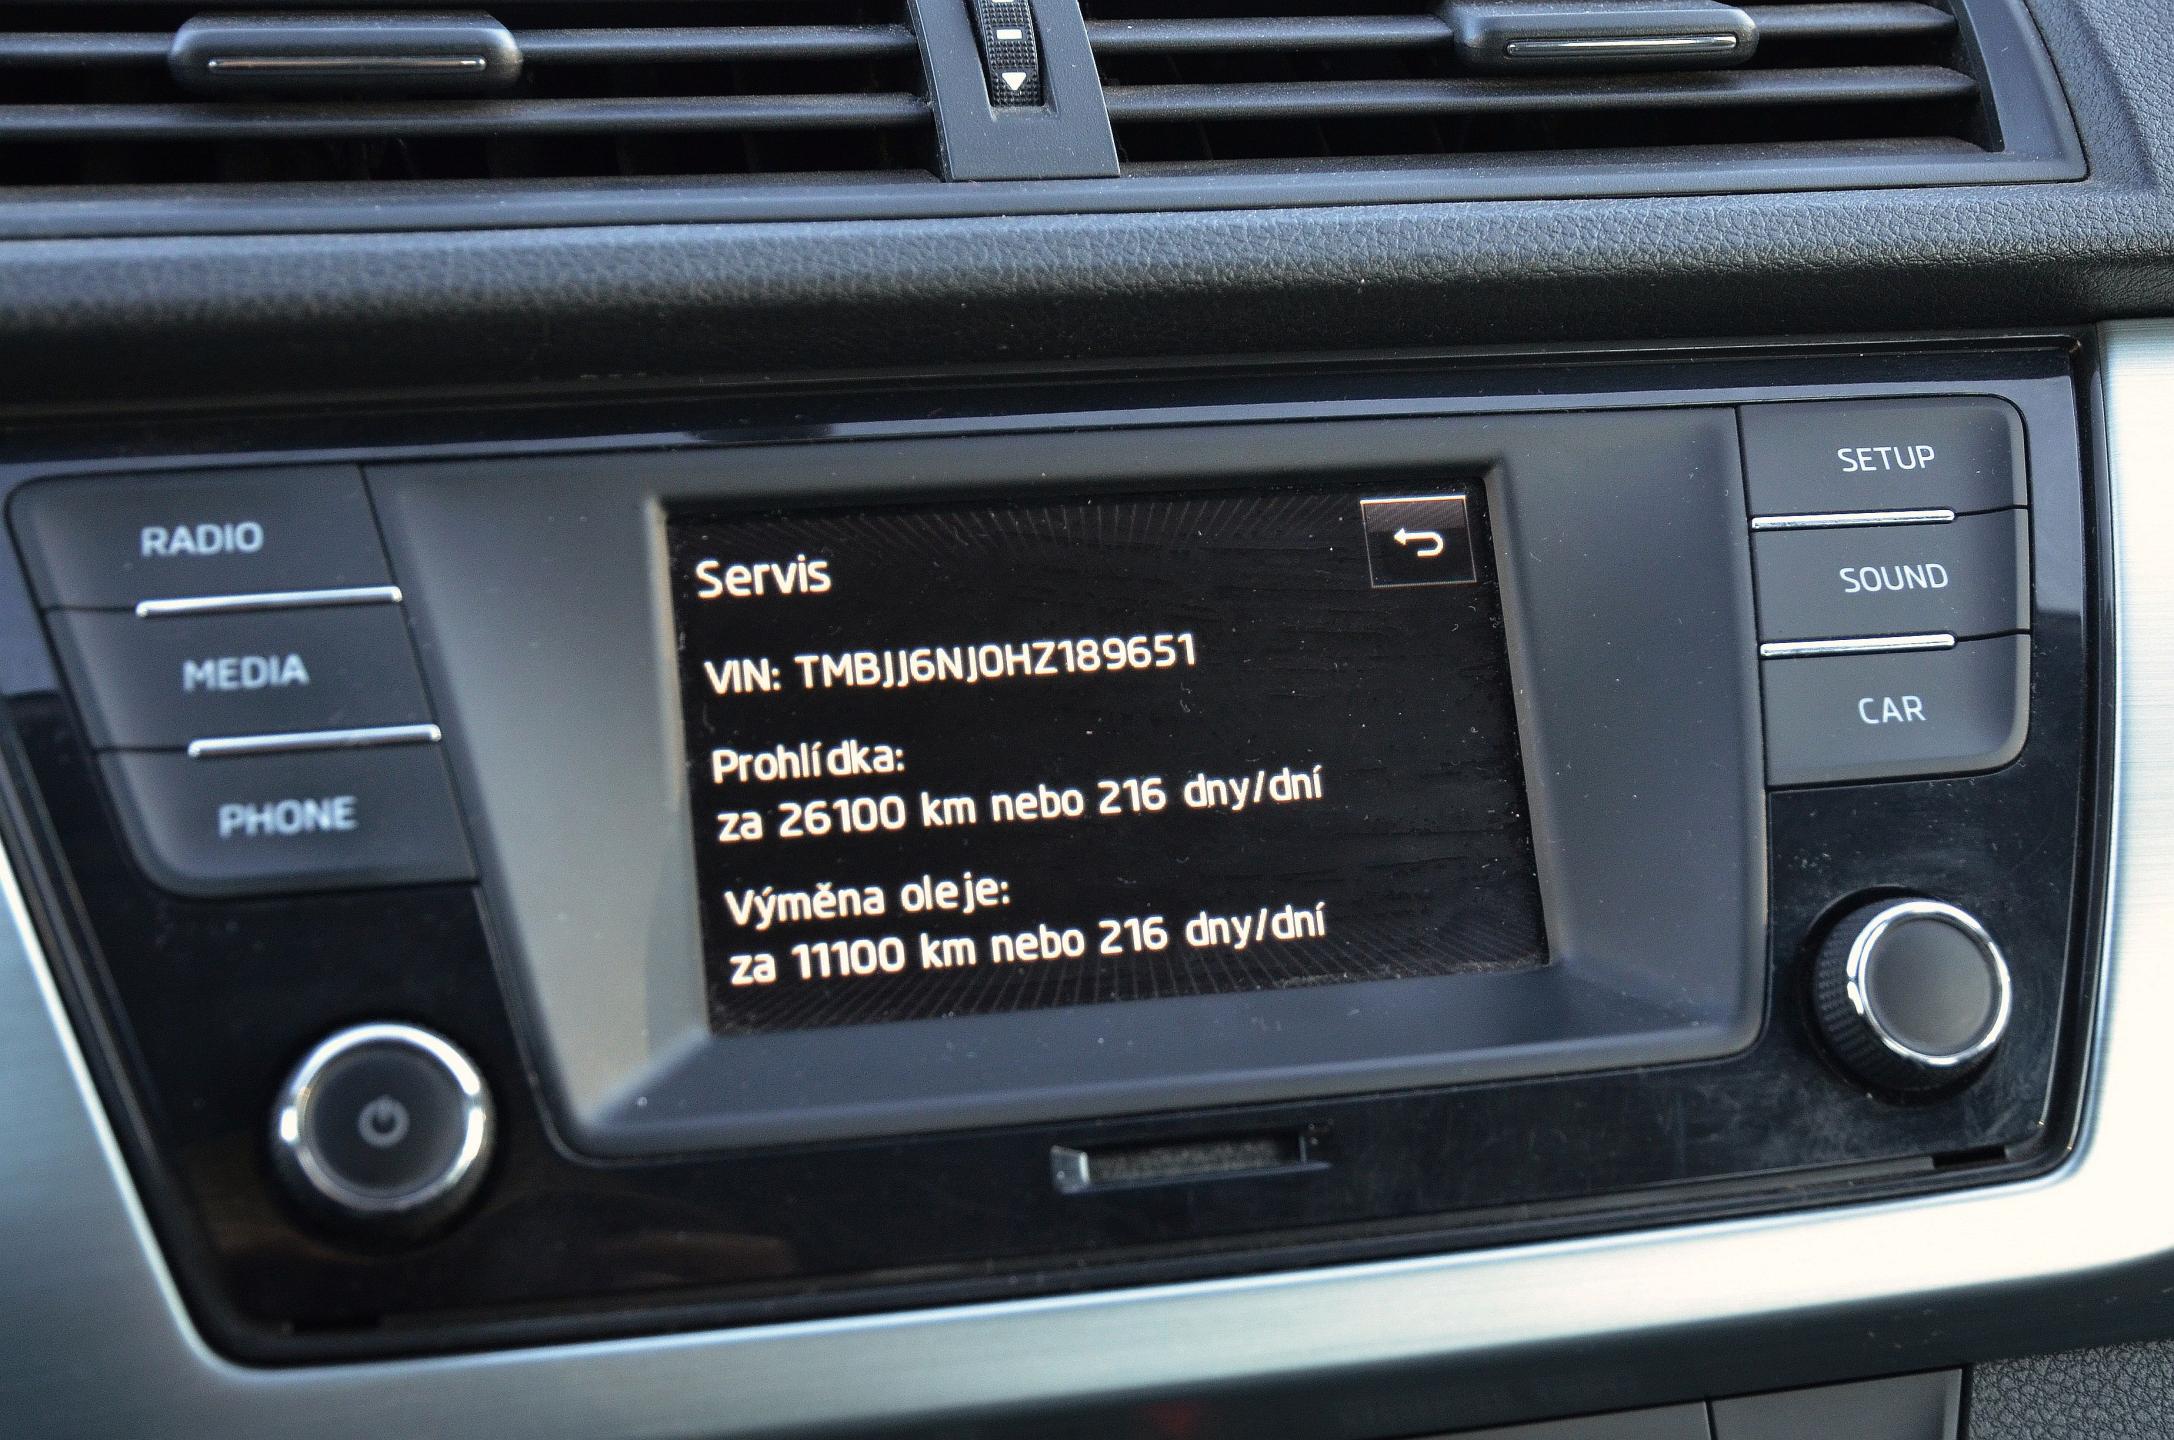 RADIO
MEDIA
PHONE
Servis
VIN: TMBJJ6NJ0HZ189651
Prohlídka:
za 26100 km nebo 216 dny/dní
Výměna oleje:
za 11100 km nebo 216 dny/dní
SETUP
SOUND
CAR